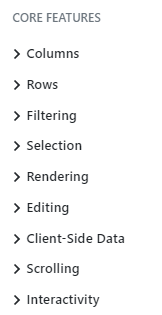 CORE FEATURES
Columns
Rows
Filtering
Selection
Rendering
Editing
Client-Side Data
Scrolling
Interactivity